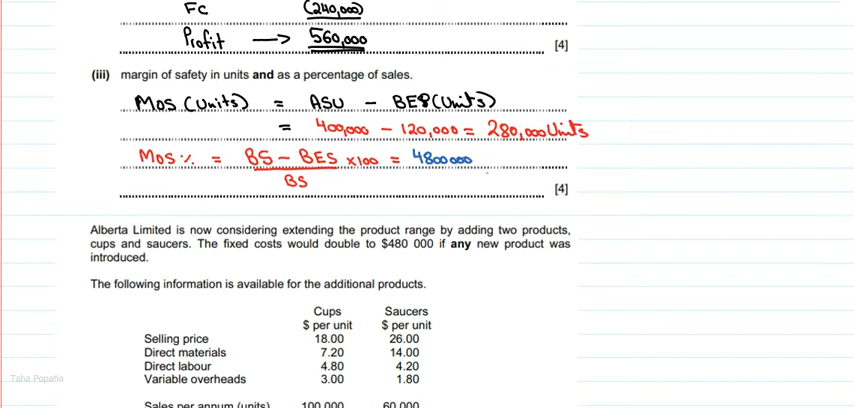 FC (240,000)
Profit → 560,000 [4]
(iii) margin of safety in units and as a percentage of sales.
MOS (Units) = ASU - BEP (Units)
= 400,000 - 120,000 = 280,000 Units
MOS % = BS - BES x100 = 4800000
BS
[4]
Alberta Limited is now considering extending the product range by adding two products,
cups and saucers. The fixed costs would double to $480 000 if any new product was
introduced.
The following information is available for the additional products.
Cups Saucers
$ per unit $ per unit
Selling price 18.00 26.00
Direct materials 7.20 14.00
Direct labour 4.80 4.20
Variable overheads 3.00 1.80
Taha Popatia
Sales per annum (units) 100 000 60 000